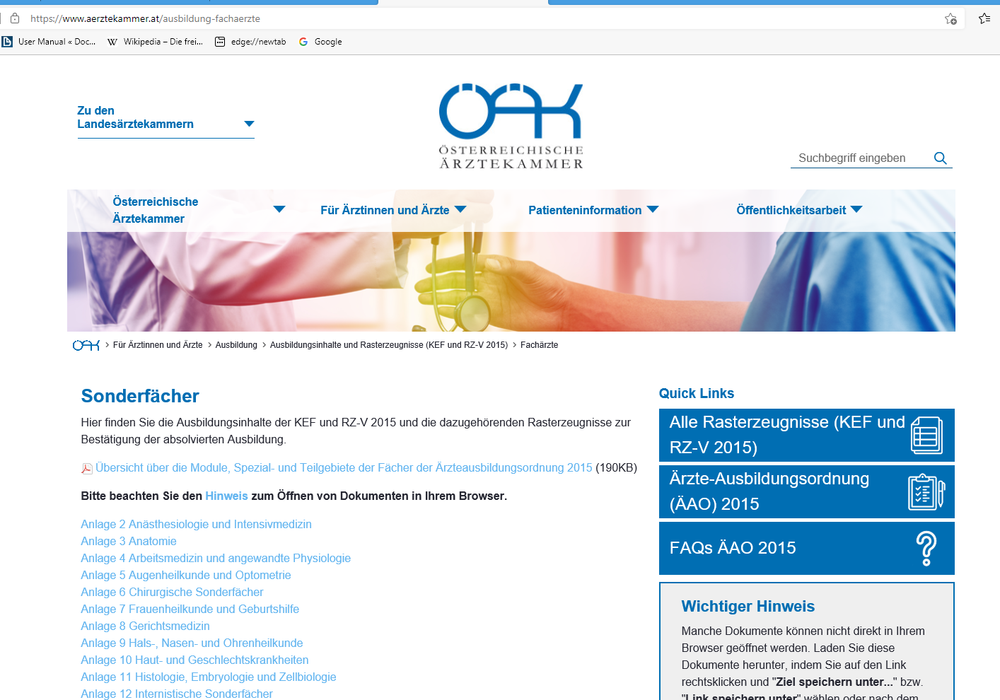 https://www.aerztekammer.at/ausbildung-fachaerzte
User Manual « Doc...
Wikipedia – Die frei...
edge://newtab
Google
Zu den
Landesärztekammern
ÖÄK
ÖSTERREICHISCHE
ÄRZTEKAMMER
Suchbegriff eingeben
Österreichische
Ärztekammer
Für Ärztinnen und Ärzte
Patienteninformation
Öffentlichkeitsarbeit
ÖÄK > Für Ärztinnen und Ärzte > Ausbildung > Ausbildungsinhalte und Rasterzeugnisse (KEF und RZ-V 2015) > Fachärzte
Sonderfächer
Hier finden Sie die Ausbildungsinhalte der KEF und RZ-V 2015 und die dazugehörenden Rasterzeugnisse zur
Bestätigung der absolvierten Ausbildung.
Übersicht über die Module, Spezial- und Teilgebiete der Fächer der Ärzteausbildungsordnung 2015 (190KB)
Bitte beachten Sie den Hinweis zum Öffnen von Dokumenten in Ihrem Browser.
Anlage 2 Anästhesiologie und Intensivmedizin
Anlage 3 Anatomie
Anlage 4 Arbeitsmedizin und angewandte Physiologie
Anlage 5 Augenheilkunde und Optometrie
Anlage 6 Chirurgische Sonderfächer
Anlage 7 Frauenheilkunde und Geburtshilfe
Anlage 8 Gerichtsmedizin
Anlage 9 Hals-, Nasen- und Ohrenheilkunde
Anlage 10 Haut- und Geschlechtskrankheiten
Anlage 11 Histologie, Embryologie und Zellbiologie
Anlage 12 Internistische Sonderfächer
Quick Links
Alle Rasterzeugnisse (KEF und
RZ-V 2015)
Ärzte-Ausbildungsordnung
(ÄAO) 2015
FAQs ÄAO 2015
Wichtiger Hinweis
Manche Dokumente können nicht direkt in Ihrem
Browser geöffnet werden. Laden Sie diese
Dokumente herunter, indem Sie auf den Link
rechtsklicken und "Ziel speichern unter..." bzw.
"Link speichern unter" wählen oder nach dem